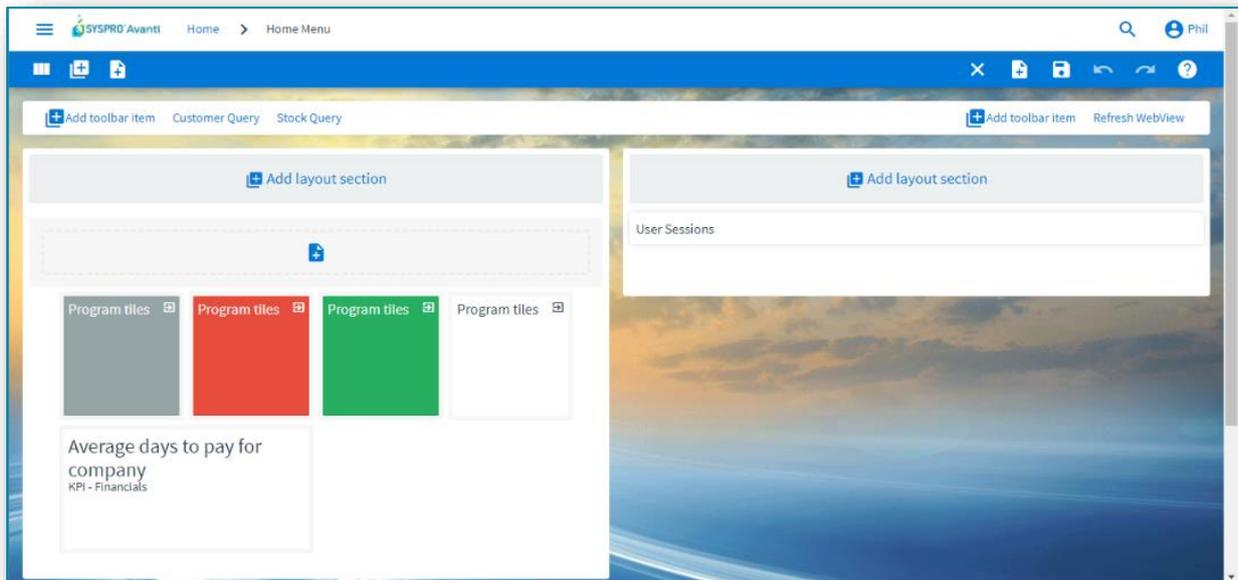 SYSPRO Avanti Home Home Menu Phil
Add toolbar item Customer Query Stock Query Add toolbar item Refresh WebView
Add layout section
Add layout section
User Sessions
Program tiles Program tiles Program tiles Program tiles
Average days to pay for
company
KPI - Financials